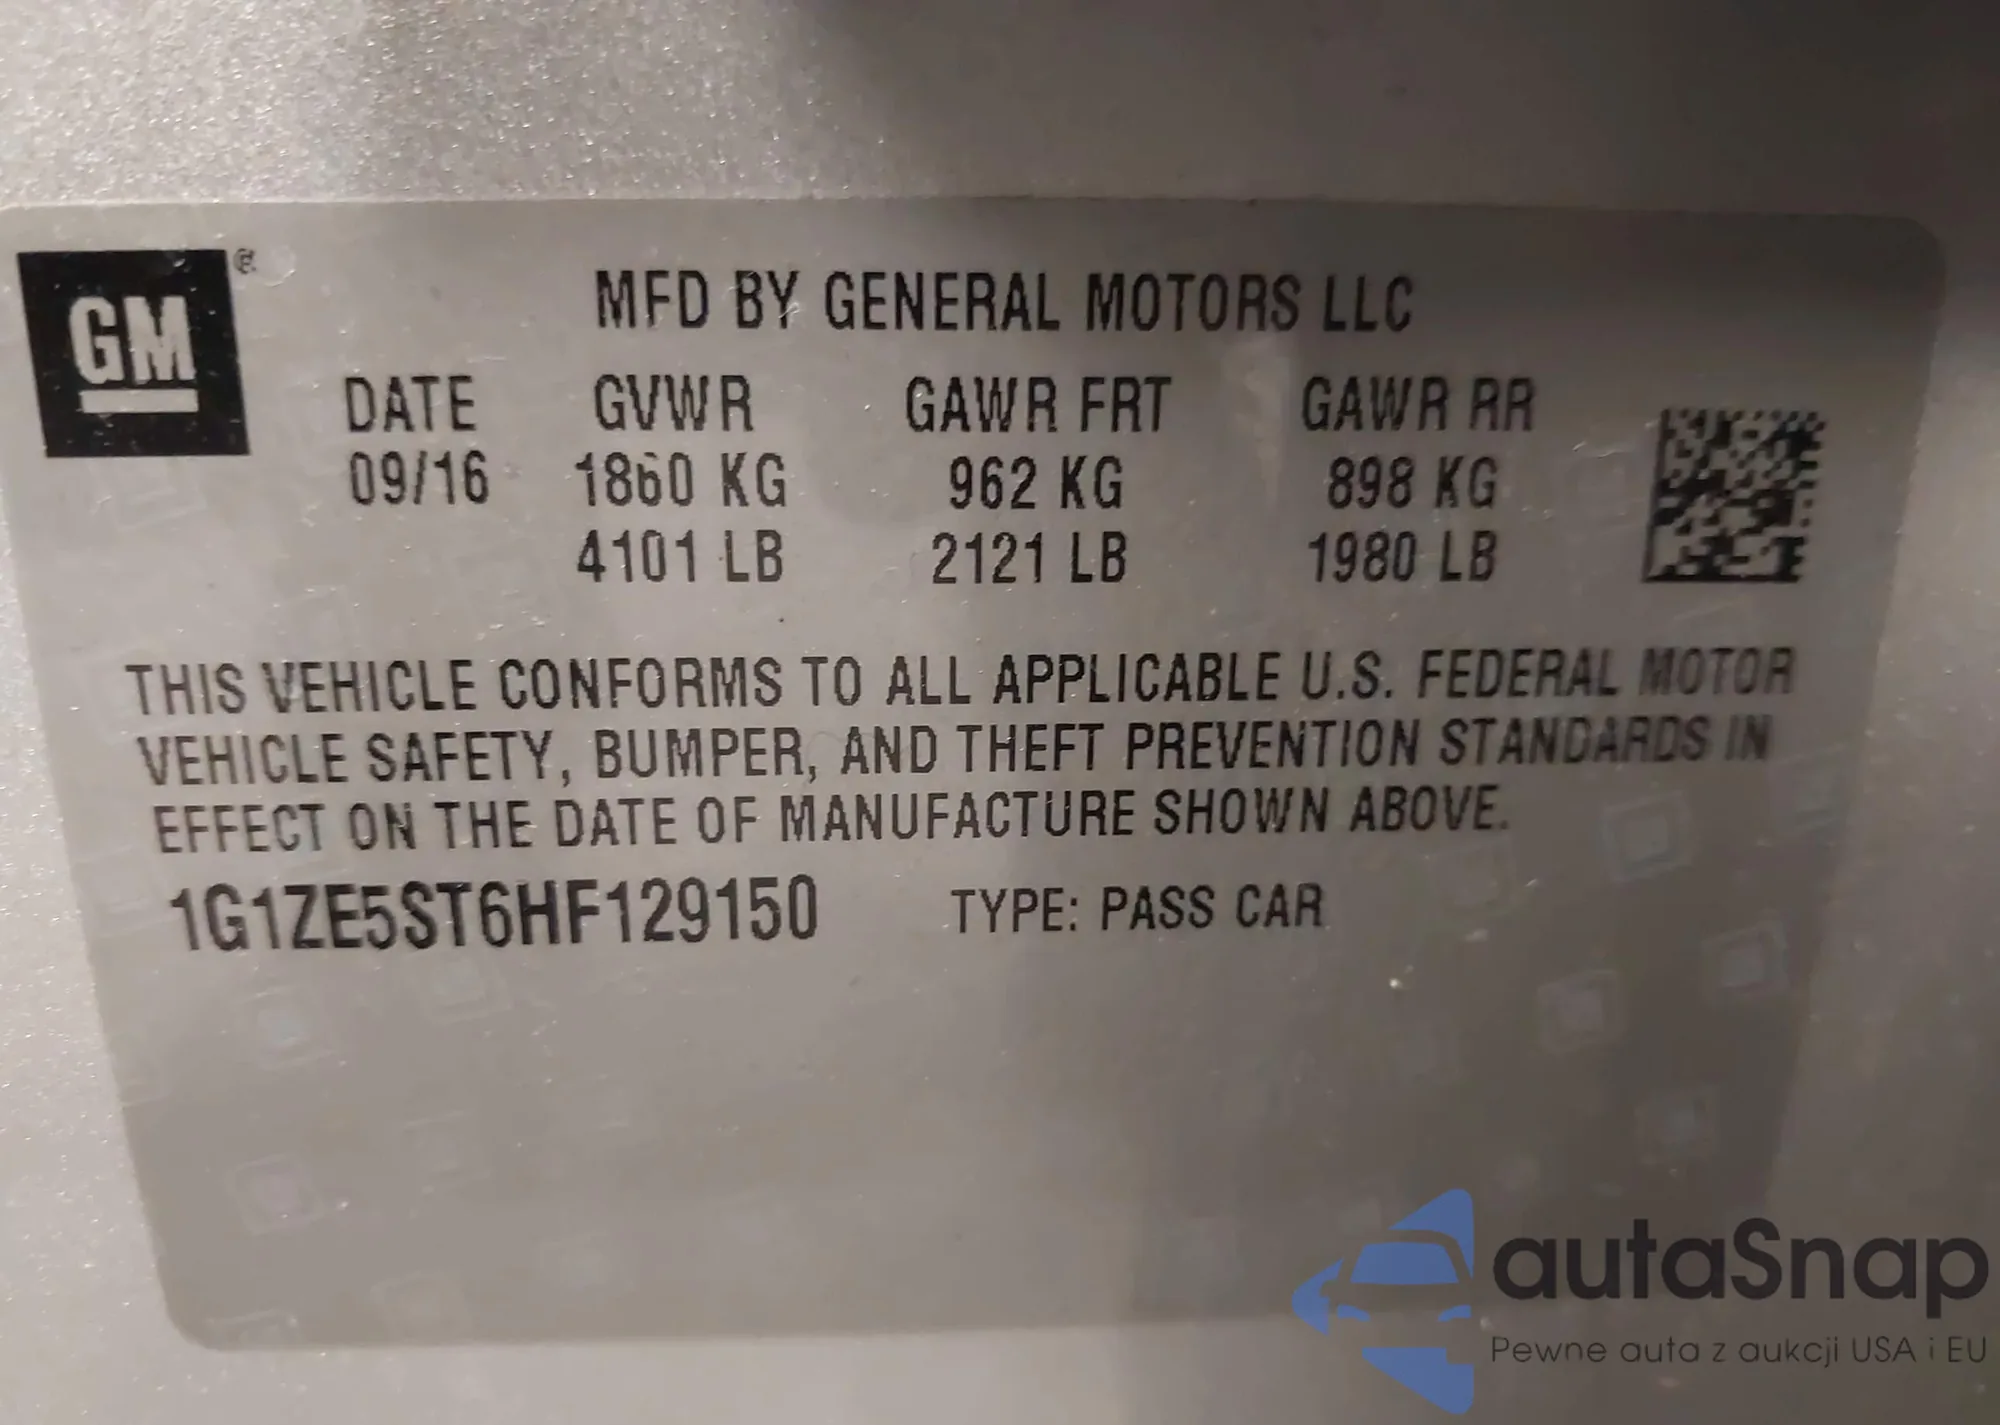 GM®
MFD BY GENERAL MOTORS LLC
DATE GVWR GAWR FRT GAWR RR
09/16 1860 KG 962 KG 898 KG
4101 LB 2121 LB 1980 LB
THIS VEHICLE CONFORMS TO ALL APPLICABLE U.S. FEDERAL MOTOR
VEHICLE SAFETY, BUMPER, AND THEFT PREVENTION STANDARDS IN
EFFECT ON THE DATE OF MANUFACTURE SHOWN ABOVE.
1G1ZE5ST6HF129150 TYPE: PASS CAR
autaSnap
Pewne auta z aukcji USA i EU